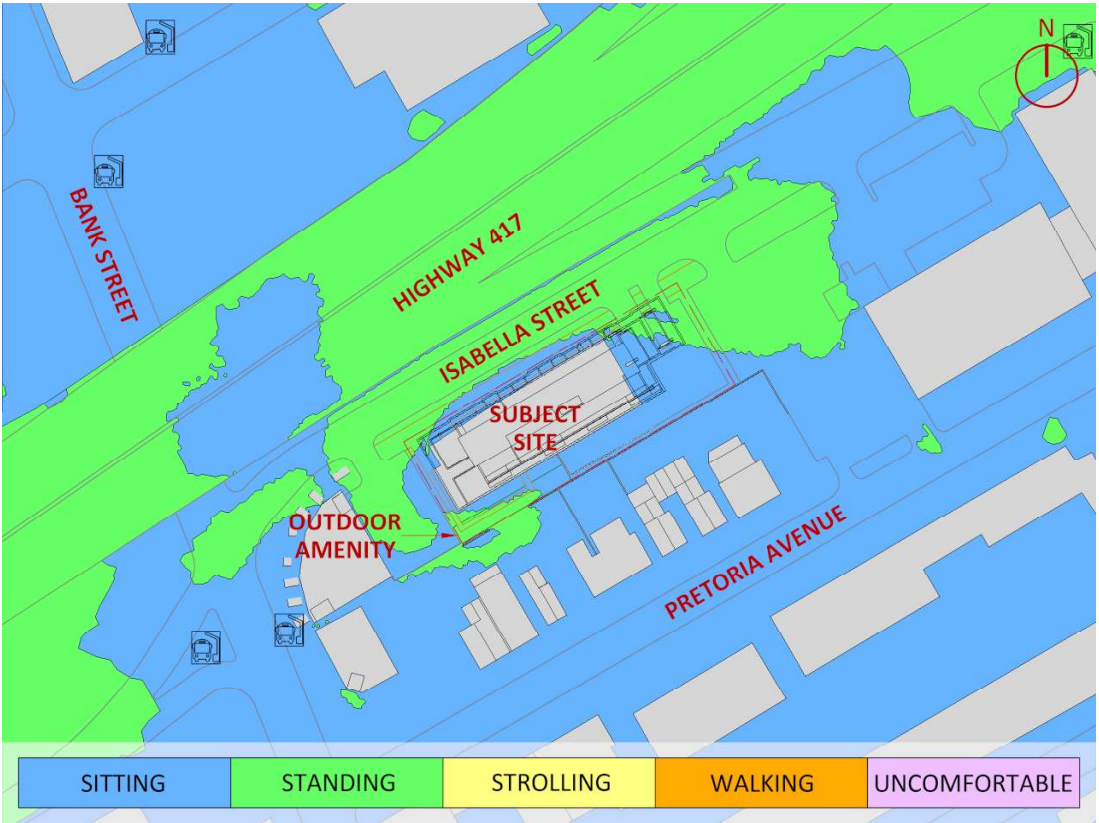 N
BANK STREET
HIGHWAY 417
ISABELLA STREET
SUBJECT
SITE
OUTDOOR
AMENITY
PRETORIA AVENUE
SITTING
STANDING
STROLLING
WALKING
UNCOMFORTABLE